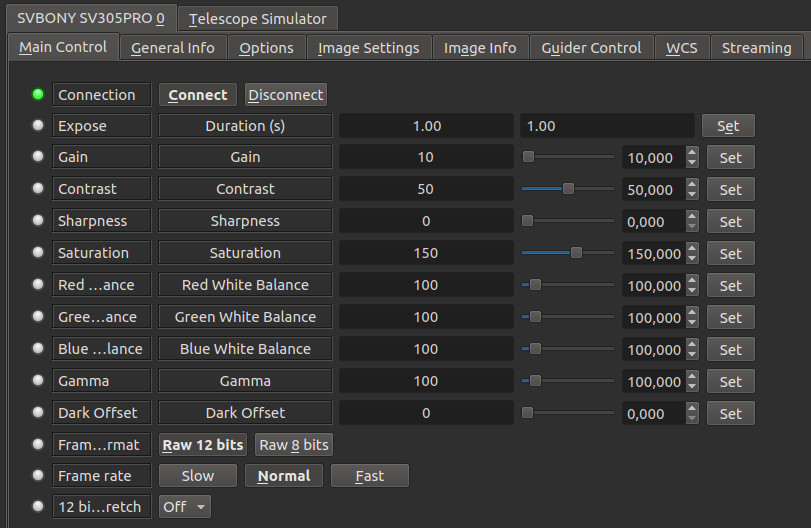 SVBONY SV305PRO 0 Telescope Simulator
Main Control General Info Options Image Settings Image Info Guider Control WCS Streaming
Connection Connect Disconnect
Expose Duration (s) 1.00 1.00 Set
Gain Gain 10 10,000 Set
Contrast Contrast 50 50,000 Set
Sharpness Sharpness 0 0,000 Set
Saturation Saturation 150 150,000 Set
Red …ance Red White Balance 100 100,000 Set
Gree…ance Green White Balance 100 100,000 Set
Blue …lance Blue White Balance 100 100,000 Set
Gamma Gamma 100 100,000 Set
Dark Offset Dark Offset 0 0,000 Set
Fram…rmat Raw 12 bits Raw 8 bits
Frame rate Slow Normal Fast
12 bi…retch Off